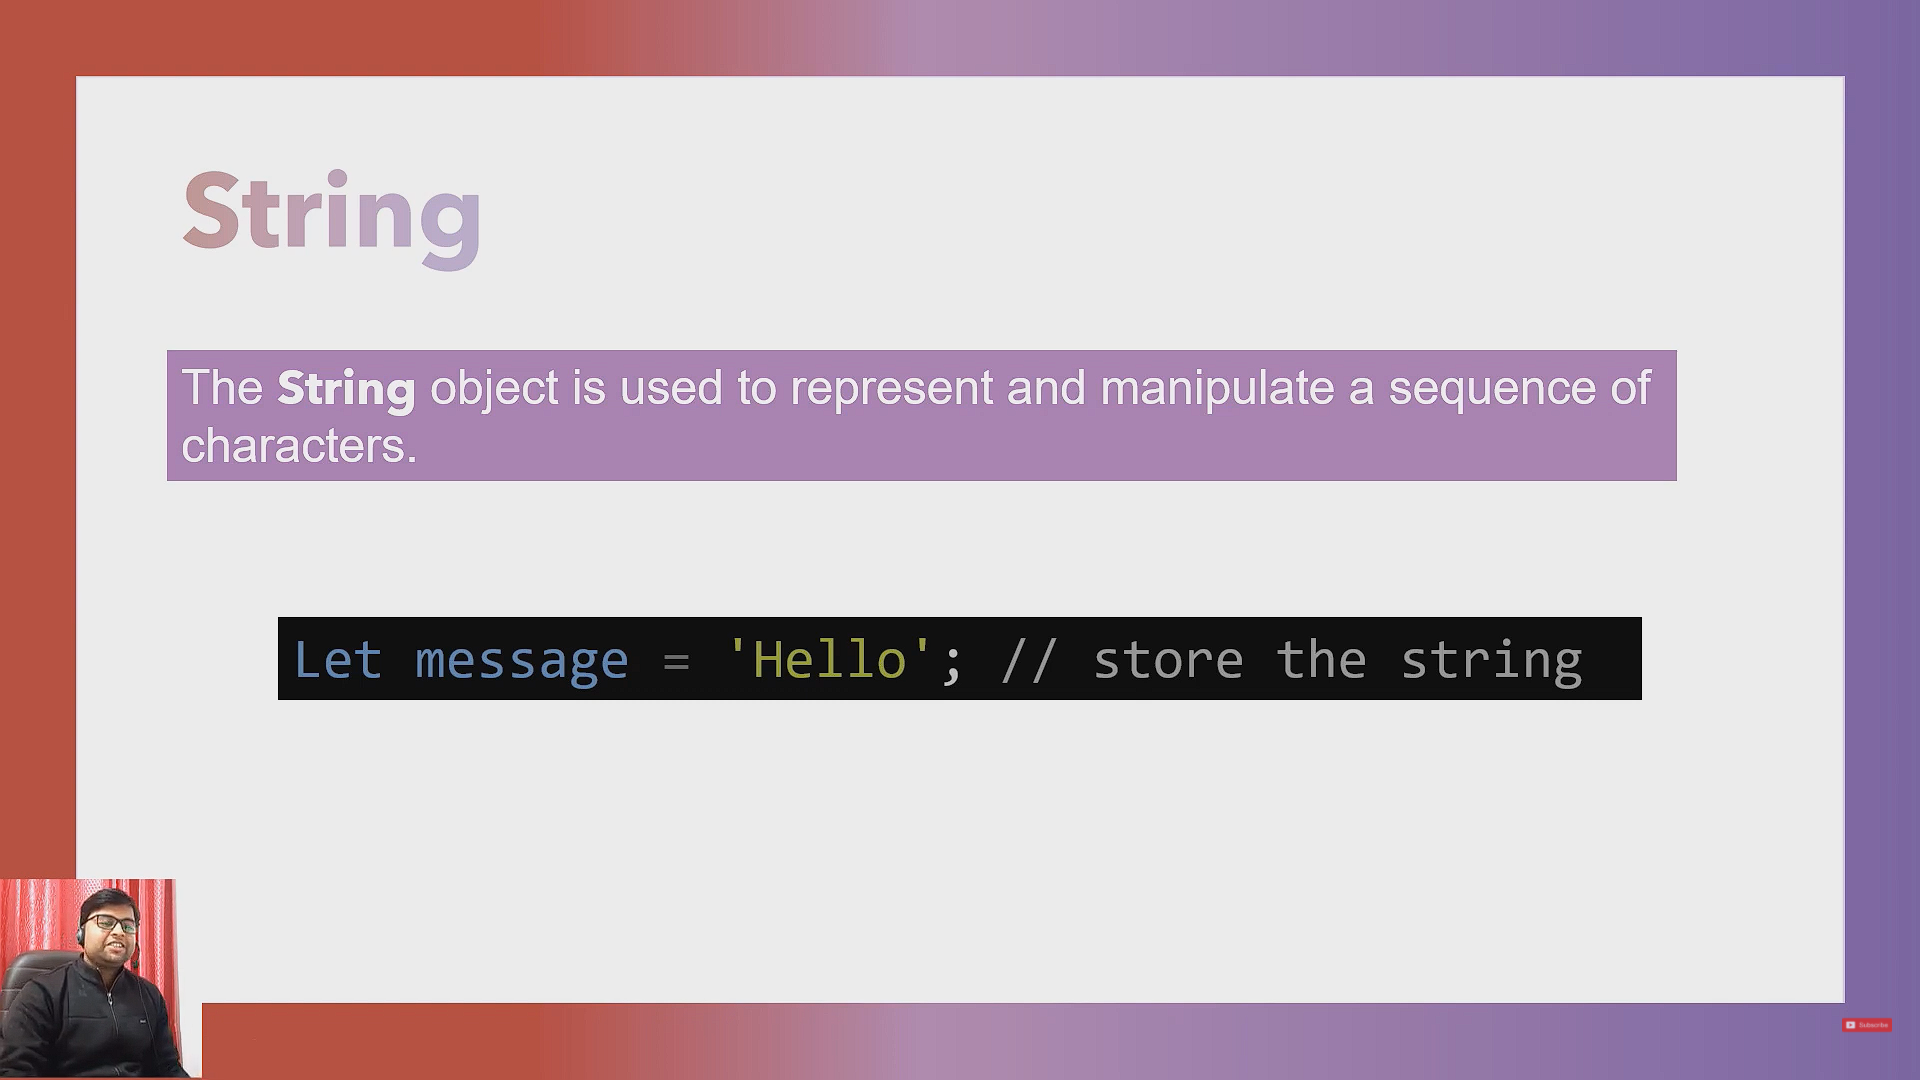 String
The String object is used to represent and manipulate a sequence of
characters.
Let message = 'Hello'; // store the string
Subscribe